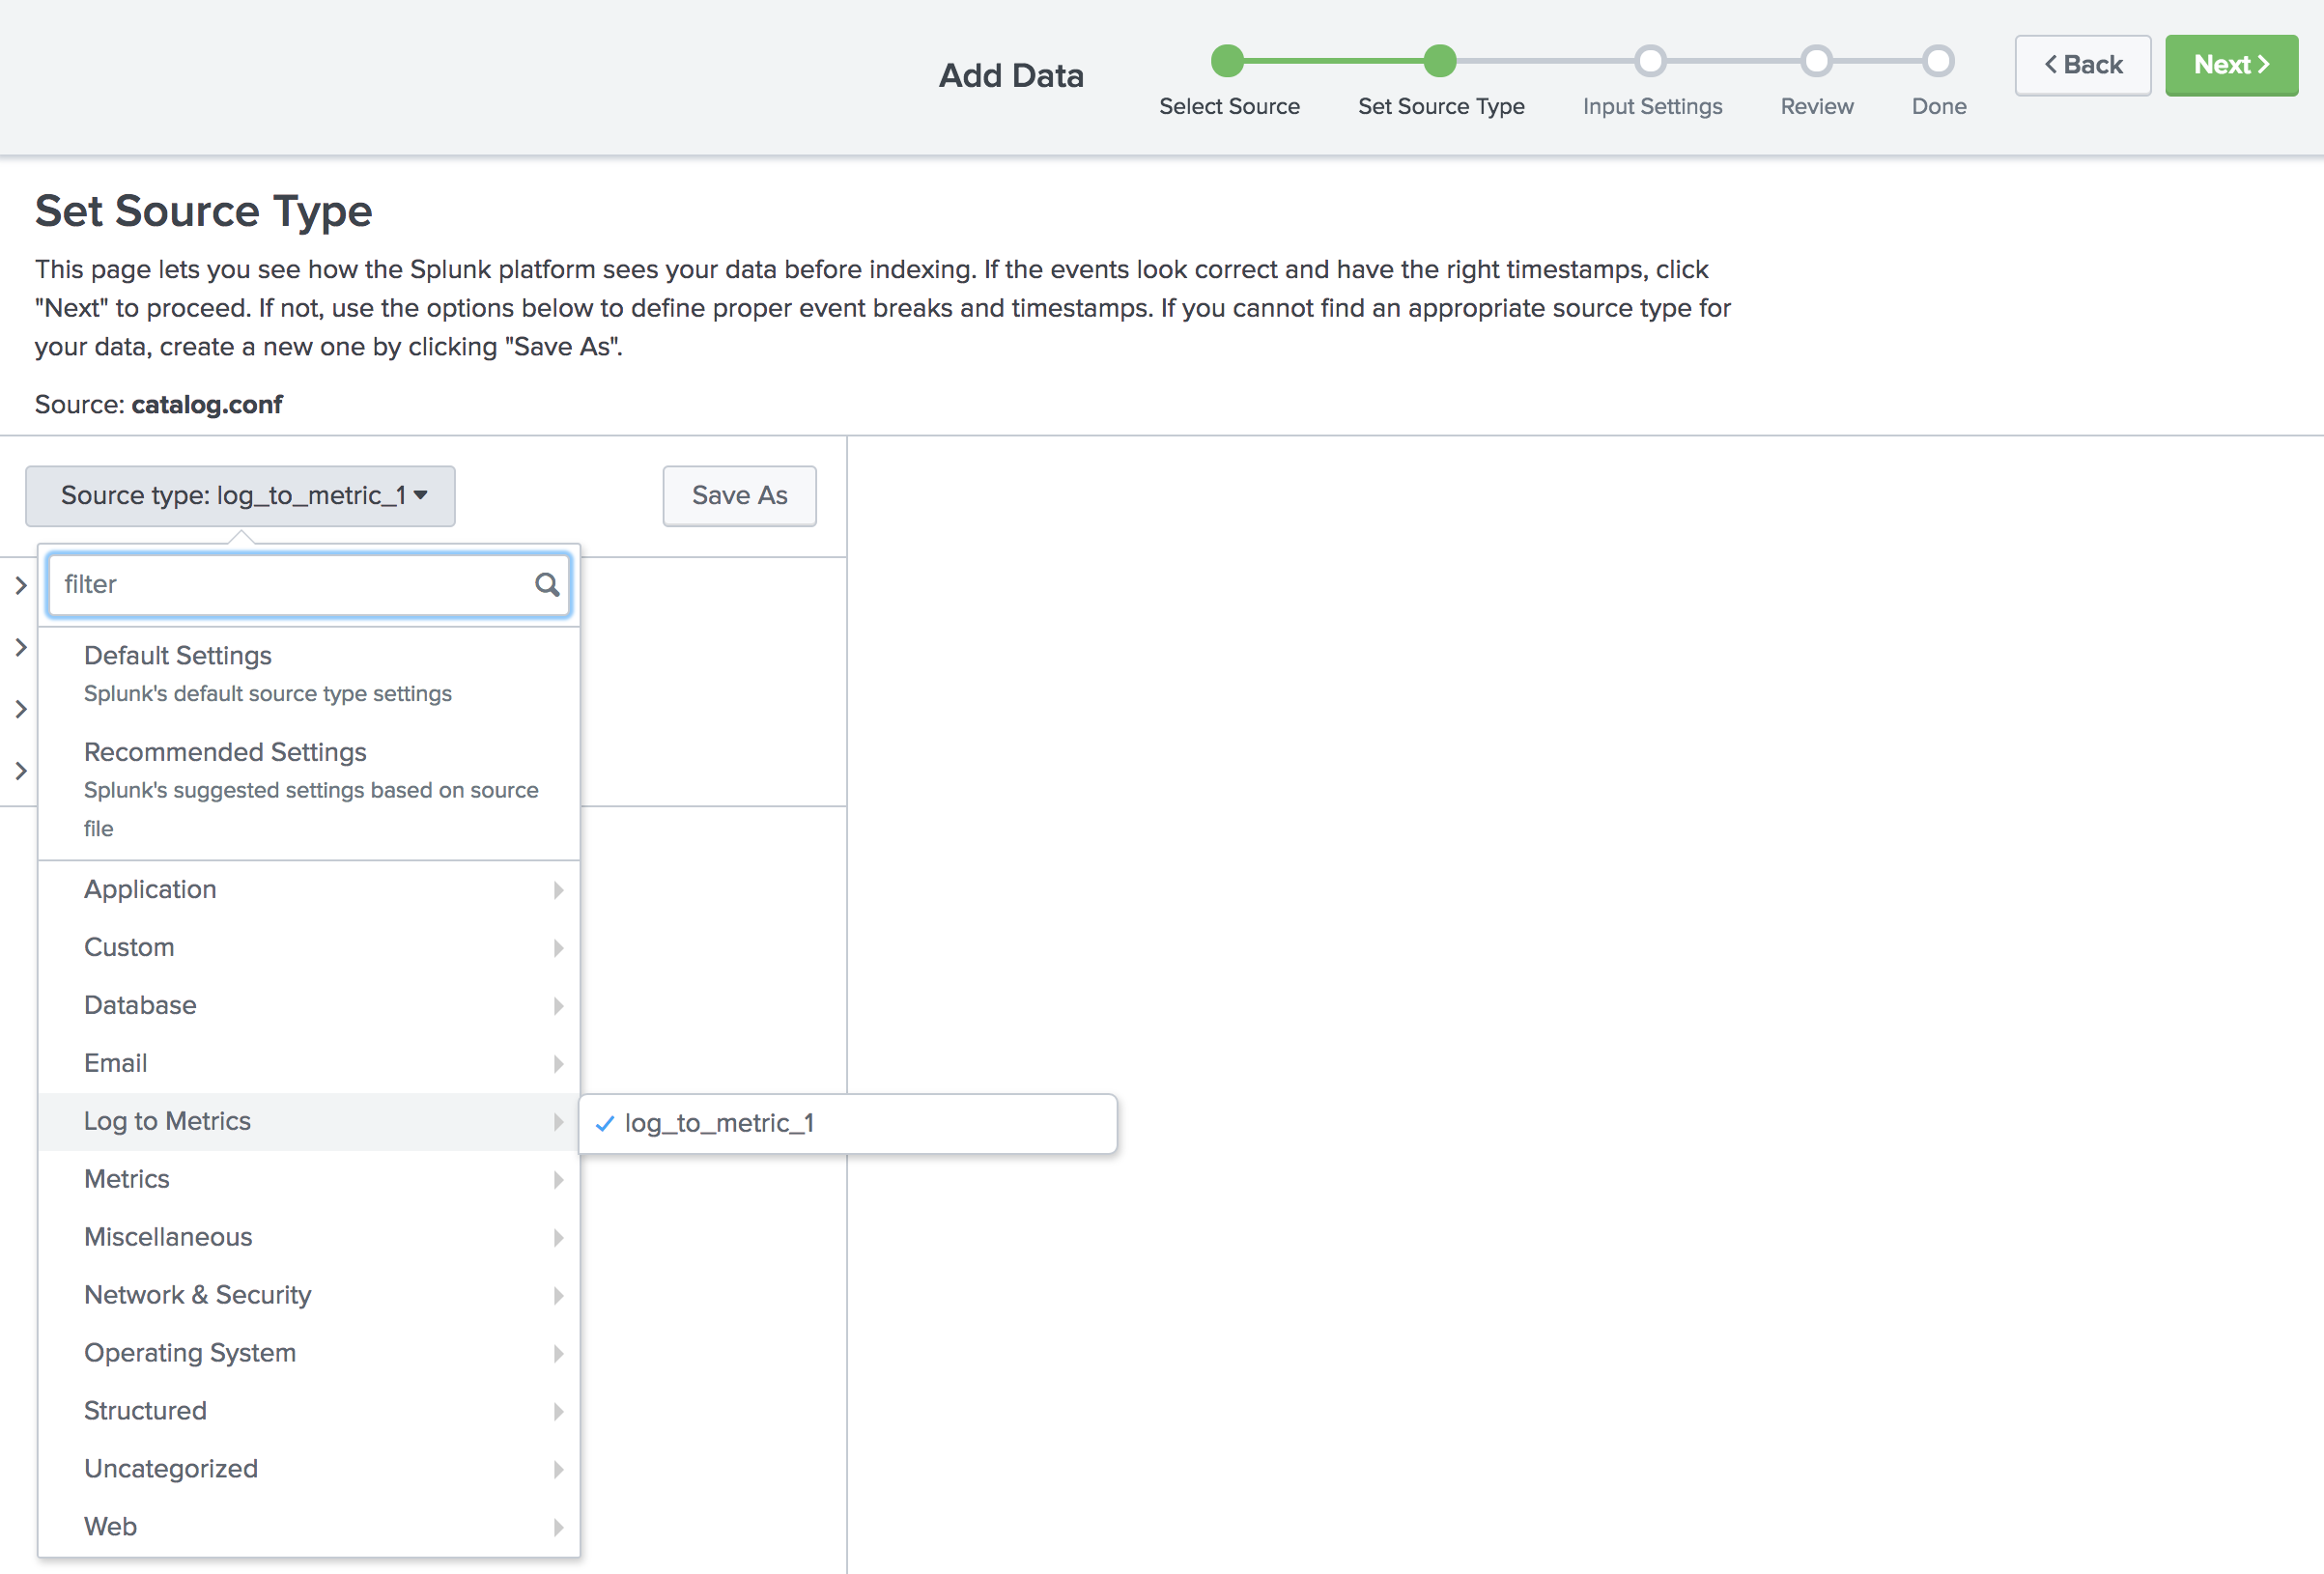 Add Data
Select Source
Set Source Type
Input Settings
Review
Done
Back
Next
Set Source Type
This page lets you see how the Splunk platform sees your data before indexing. If the events look correct and have the right timestamps, click
"Next" to proceed. If not, use the options below to define proper event breaks and timestamps. If you cannot find an appropriate source type for
your data, create a new one by clicking "Save As".
Source: catalog.conf
Source type: log_to_metric_1
Save As
filter
Default Settings
Splunk's default source type settings
Recommended Settings
Splunk's suggested settings based on source
file
Application
Custom
Database
Email
Log to Metrics
log_to_metric_1
Metrics
Miscellaneous
Network & Security
Operating System
Structured
Uncategorized
Web